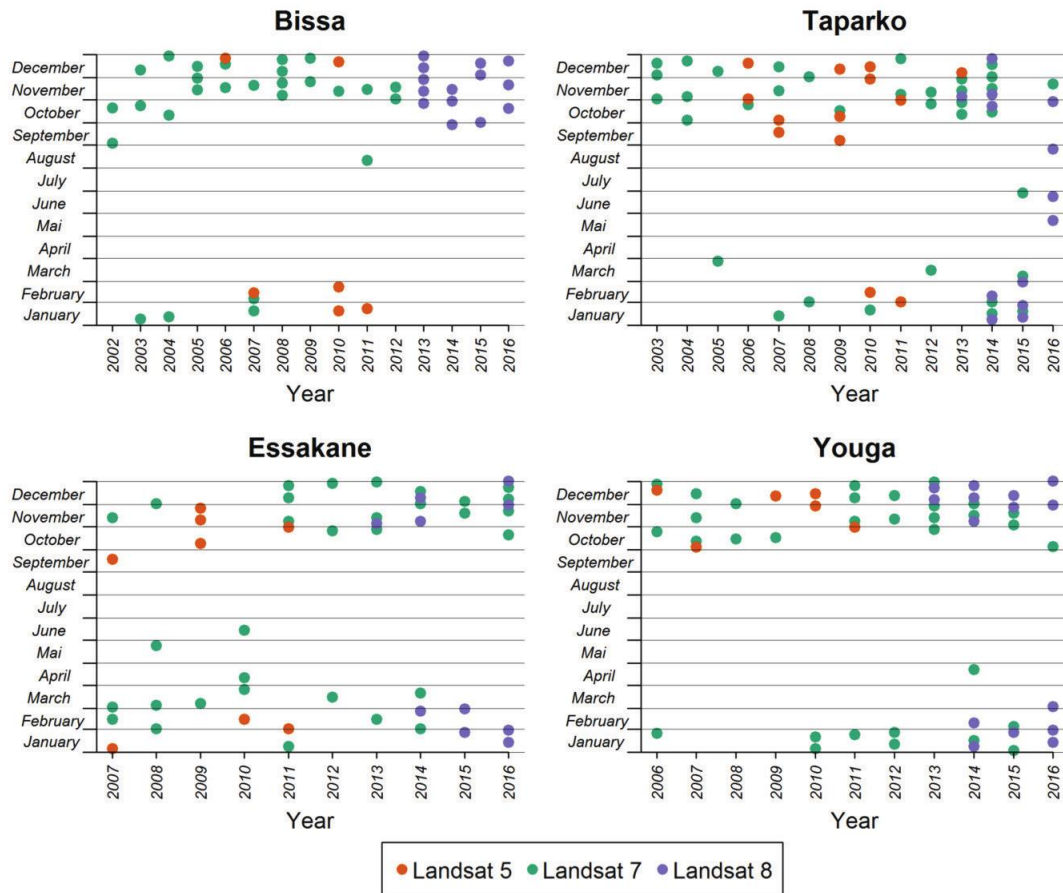 Bissa
December
November
October
September
August
July
June
Mai
April
March
February
January
2002 2003 2004 2005 2006 2007 2008 2009 2010 2011 2012 2013 2014 2015 2016
Year
Taparko
December
November
October
September
August
July
June
Mai
April
March
February
January
2003 2004 2005 2006 2007 2008 2009 2010 2011 2012 2013 2014 2015 2016
Year
Essakane
December
November
October
September
August
July
June
Mai
April
March
February
January
2007 2008 2009 2010 2011 2012 2013 2014 2015 2016
Year
Youga
December
November
October
September
August
July
June
Mai
April
March
February
January
2006 2007 2008 2009 2010 2011 2012 2013 2014 2015 2016
Year
Landsat 5 Landsat 7 Landsat 8